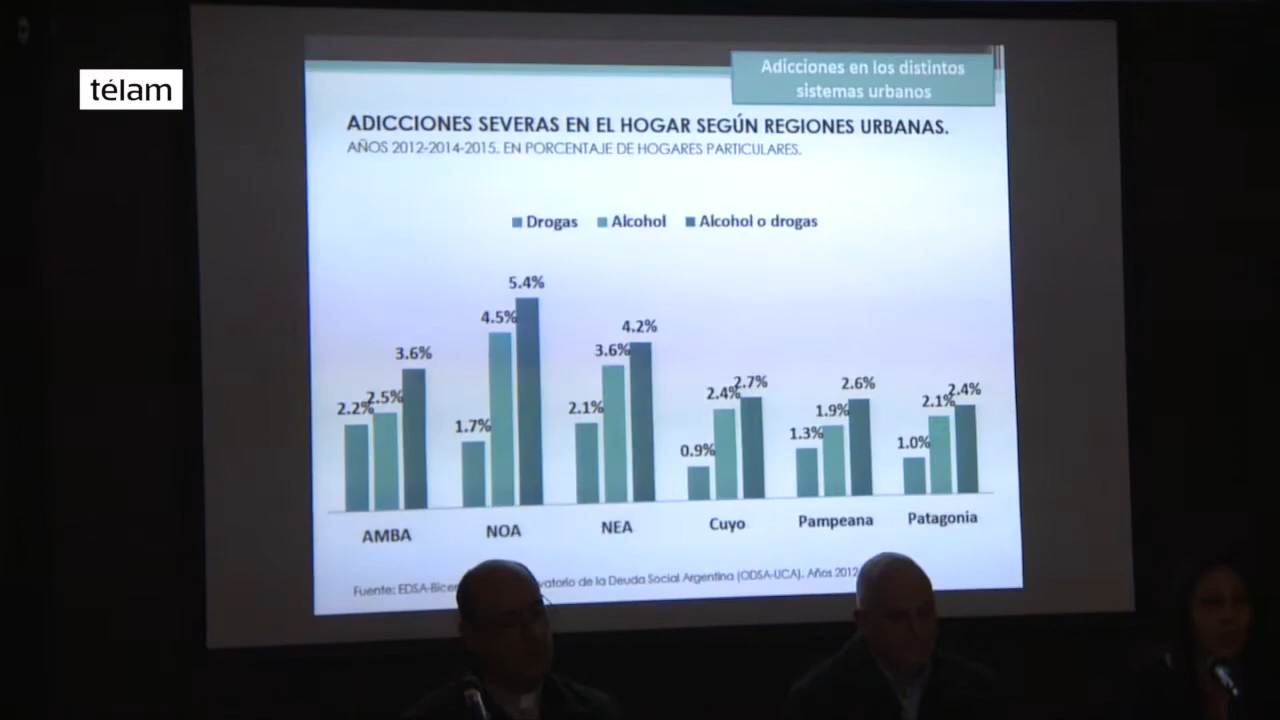 télam
Adicciones en los distintos
sistemas urbanos
ADICCIONES SEVERAS EN EL HOGAR SEGÚN REGIONES URBANAS.
AÑOS 2012-2014-2015. EN PORCENTAJE DE HOGARES PARTICULARES.
Drogas Alcohol Alcohol o drogas
2.2% 2.5% 3.6% 1.7% 4.5% 5.4% 2.1% 3.6% 4.2% 0.9% 2.4% 2.7% 1.3% 1.9% 2.6% 1.0% 2.1% 2.4%
AMBA NOA NEA Cuyo Pampeana Patagonia
Fuente: de la Deuda Social Argentina (ODSA-UCA). Años 2012